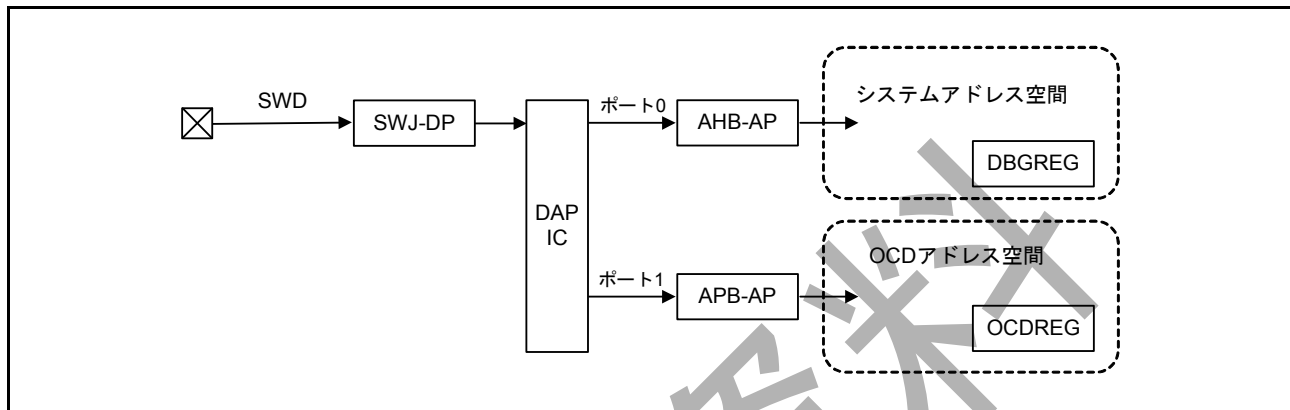 SWD
SWJ-DP
DAP
IC
ポート0
AHB-AP
システムアドレス空間
DBGREG
ポート1
APB-AP
OCDアドレス空間
OCDREG
料